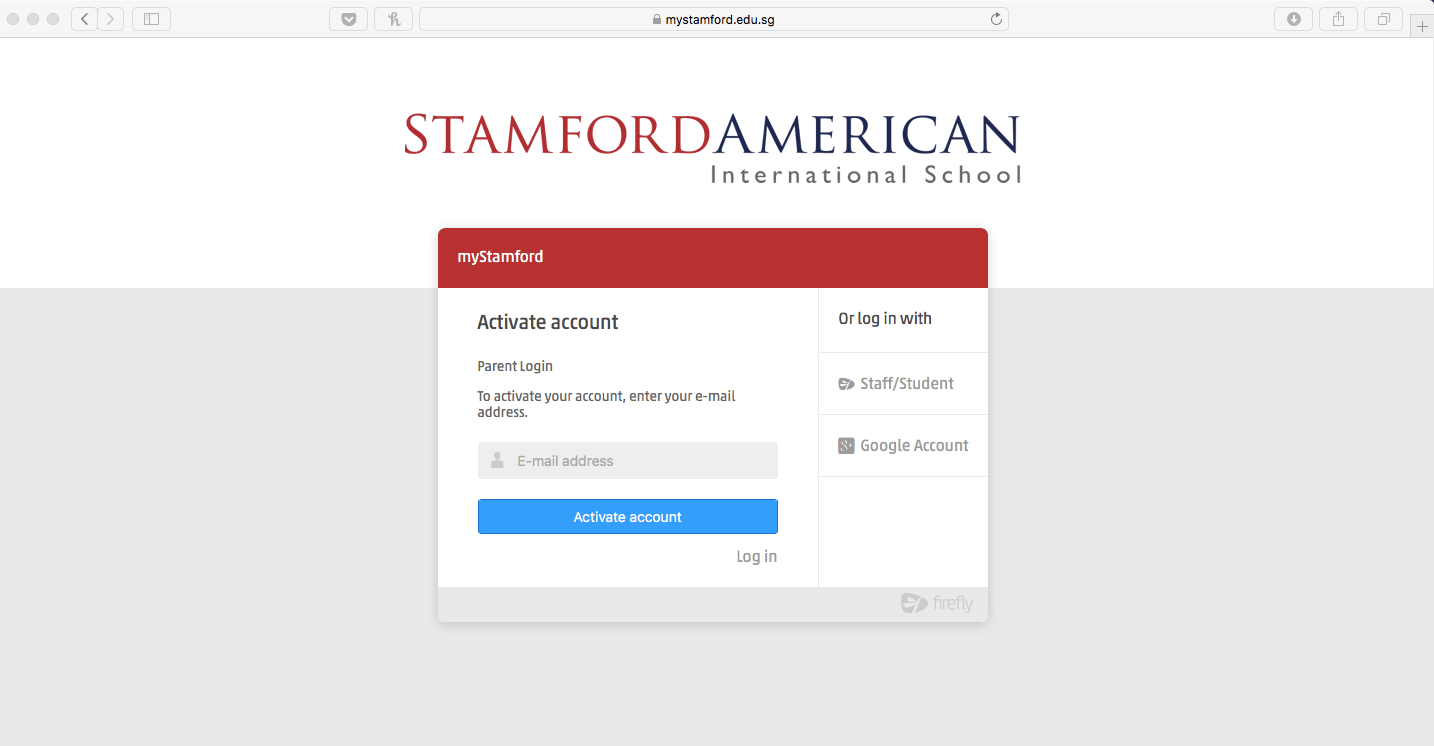 mystamford.edu.sg
STAMFORDAMERICAN
International School
myStamford
Activate account
Parent Login
To activate your account, enter your e-mail
address.
E-mail address
Activate account
Log in
Or log in with
Staff/Student
Google Account
firefly